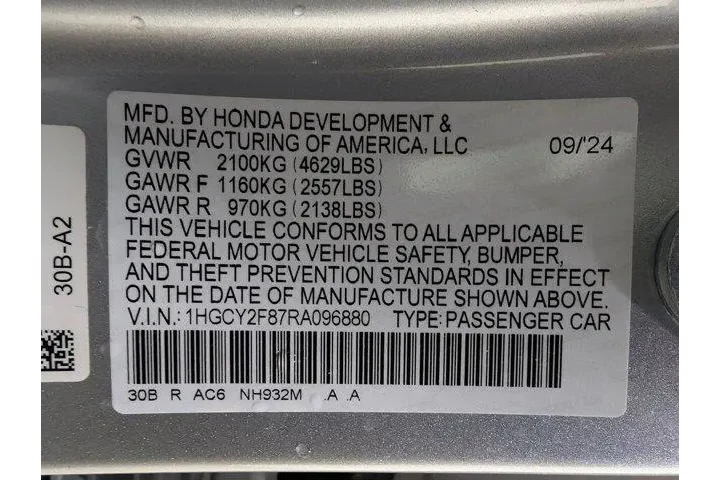 MFD. BY HONDA DEVELOPMENT &
MANUFACTURING OF AMERICA, LLC 09/'24
GVWR 2100KG (4629LBS)
GAWR F 1160KG (2557LBS)
GAWR R 970KG (2138LBS)
THIS VEHICLE CONFORMS TO ALL APPLICABLE
FEDERAL MOTOR VEHICLE SAFETY, BUMPER,
AND THEFT PREVENTION STANDARDS IN EFFECT
ON THE DATE OF MANUFACTURE SHOWN ABOVE.
V.I.N.: 1HGCY2F87RA096880 TYPE: PASSENGER CAR
30B R AC6 NH932M .A .A
30B-A2